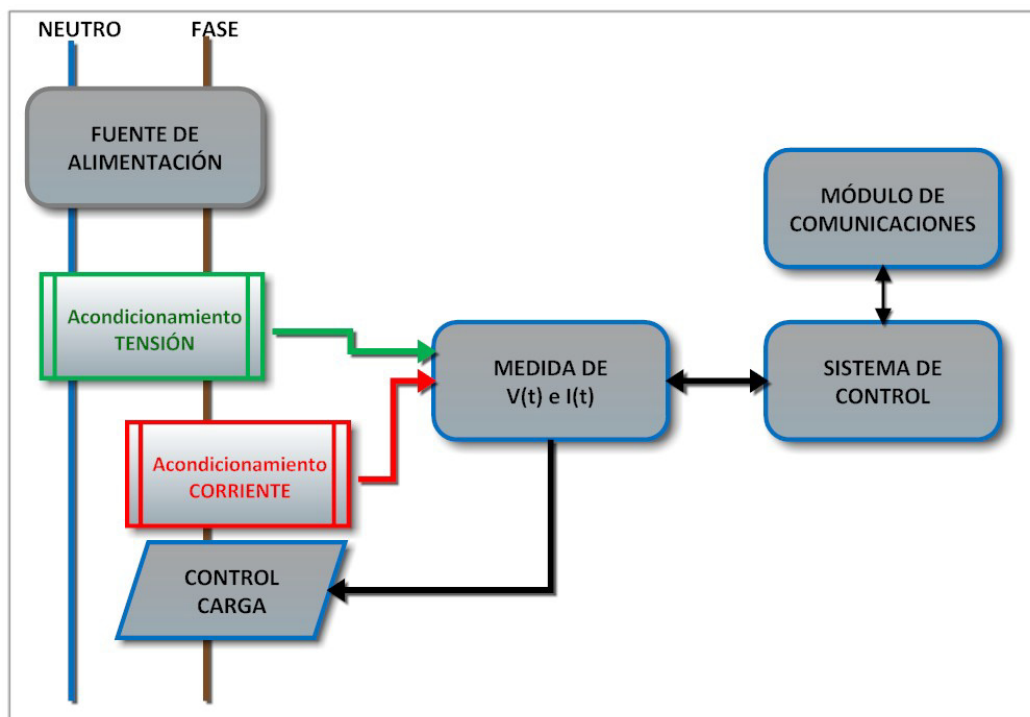 NEUTRO
FASE
FUENTE DE
ALIMENTACIÓN
MÓDULO DE
COMUNICACIONES
Acondicionamiento
TENSIÓN
MEDIDA DE
V(t) e I(t)
SISTEMA DE
CONTROL
Acondicionamiento
CORRIENTE
CONTROL
CARGA